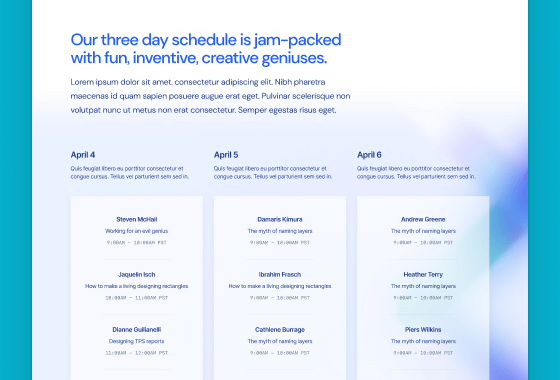 Our three day schedule is jam-packed
with fun, inventive, creative geniuses.
Lorem ipsum dolor sit amet, consectetur adipiscing elit. Nibh pharetra
maecenas id quam sapien posuere augue erat eget. Pulvinar scelerisque non
volutpat nunc ut metus non erat consectetur. Semper egestas risus eget.
April 4
Quis feugiat libero eu porttitor consectetur et
congue cursus. Tellus vel parturient sem sed in.
Steven McHail
Working for an evil genius
9:00AM - 10:00AM PST
Jaquelin Isch
How to make a living designing rectangles
10:00AM - 11:00AM PST
Dianne Guilianelli
Designing TPS reports
11:00AM - 12:00AM PST
April 5
Quis feugiat libero eu porttitor consectetur et
congue cursus. Tellus vel parturient sem sed in.
Damaris Kimura
The myth of naming layers
9:00AM - 10:00AM PST
Ibrahim Frasch
How to make a living designing rectangles
9:00AM - 10:00AM PST
Cathlene Burrage
The myth of naming layers
9:00AM - 10:00AM PST
April 6
Quis feugiat libero eu porttitor consectetur et
congue cursus. Tellus vel parturient sem sed in.
Andrew Greene
The myth of naming layers
9:00AM - 10:00AM PST
Heather Terry
The myth of naming layers
9:00AM - 10:00AM PST
Piers Wilkins
The myth of naming layers
9:00AM - 10:00AM PST